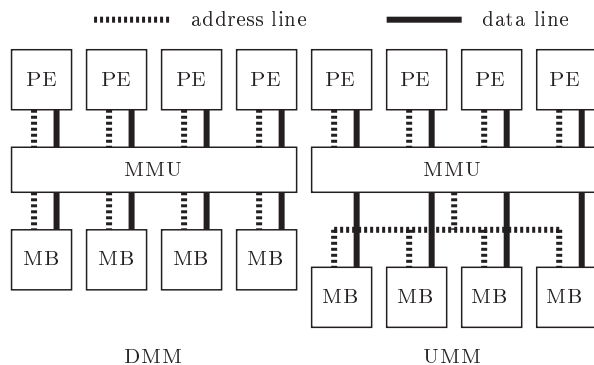 address line data line
PE PE PE PE PE PE PE PE
MMU MMU
MB MB MB MB
MB MB MB MB
DMM UMM